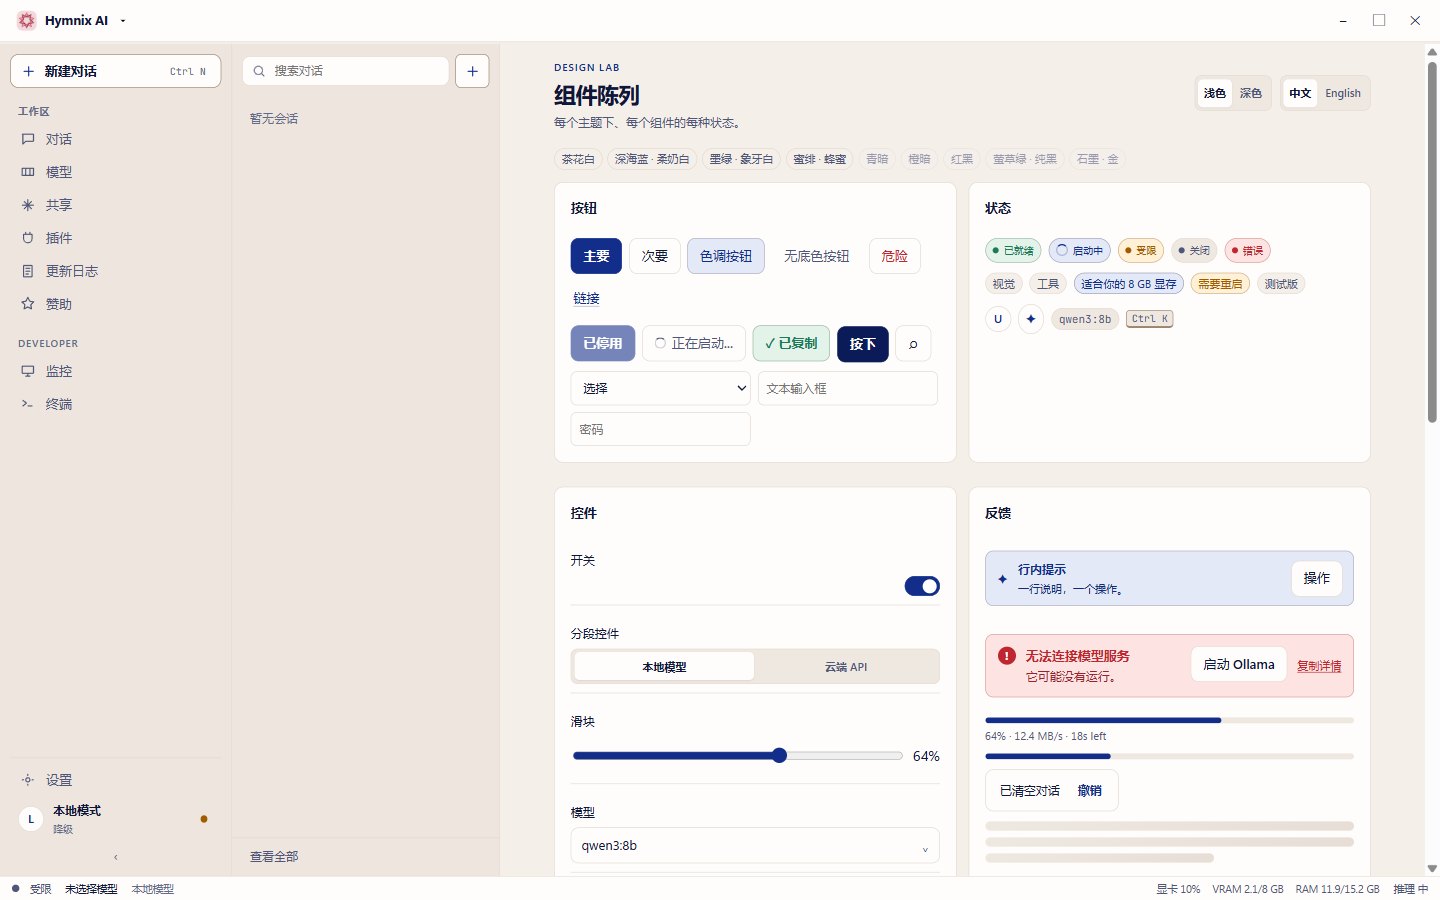 Hymnix AI
新建对话 Ctrl N
工作区
对话
模型
共享
插件
更新日志
赞助
DEVELOPER
监控
终端
设置
L 本地模式
降级
搜索对话
暂无会话
查看全部
DESIGN LAB
组件陈列
每个主题下、每个组件的每种状态。
浅色 深色 中文 English
茶花白 深海蓝 · 柔奶白 墨绿 · 象牙白 蜜绯 · 蜂蜜 青暗 橙暗 红黑 萤草绿 · 纯黑 石墨 · 金
按钮
主要 次要 色调按钮 无底色按钮 危险
链接
已停用 正在启动... ✓ 已复制 按下
选择 文本输入框
密码
状态
已就绪 启动中 受限 关闭 错误
视觉 工具 适合你的 8 GB 显存 需要重启 测试版
U qwen3:8b Ctrl K
控件
开关
分段控件
本地模型 云端 API
滑块
64%
模型
qwen3:8b
反馈
行内提示
一行说明，一个操作。
操作
无法连接模型服务
它可能没有运行。
启动 Ollama 复制详情
64% · 12.4 MB/s · 18s left
已清空对话 撤销
受限 未选择模型 本地模型
显卡 10% VRAM 2.1/8 GB RAM 11.9/15.2 GB 推理 中